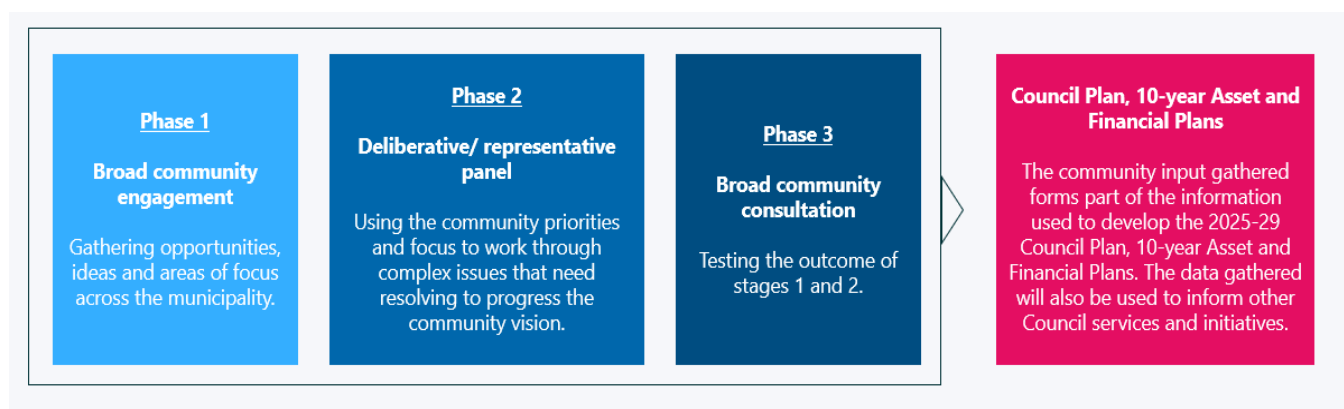 Phase 1
Broad community
engagement
Gathering opportunities,
ideas and areas of focus
across the municipality.
Phase 2
Deliberative/ representative
panel
Using the community priorities
and focus to work through
complex issues that need
resolving to progress the
community vision.
Phase 3
Broad community
consultation
Testing the outcome of
stages 1 and 2.
Council Plan, 10-year Asset and
Financial Plans
The community input gathered
forms part of the information
used to develop the 2025-29
Council Plan, 10-year Asset and
Financial Plans. The data gathered
will also be used to inform other
Council services and initiatives.